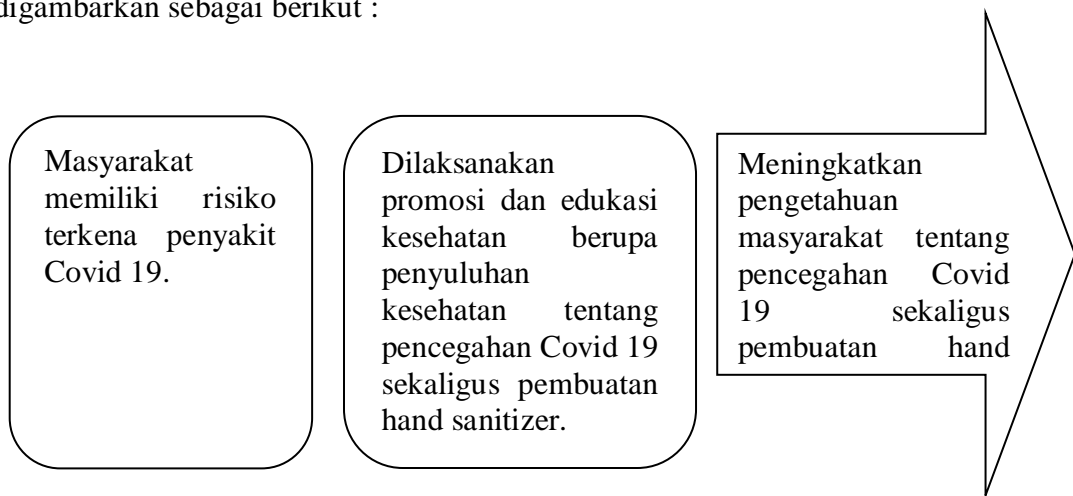 digambarkan sebagai berikut :
Masyarakat
memiliki risiko
terkena penyakit
Covid 19.
Dilaksanakan
promosi dan edukasi
kesehatan berupa
penyuluhan
kesehatan tentang
pencegahan Covid 19
sekaligus pembuatan
hand sanitizer.
Meningkatkan
pengetahuan
masyarakat tentang
pencegahan Covid
19 sekaligus
pembuatan hand